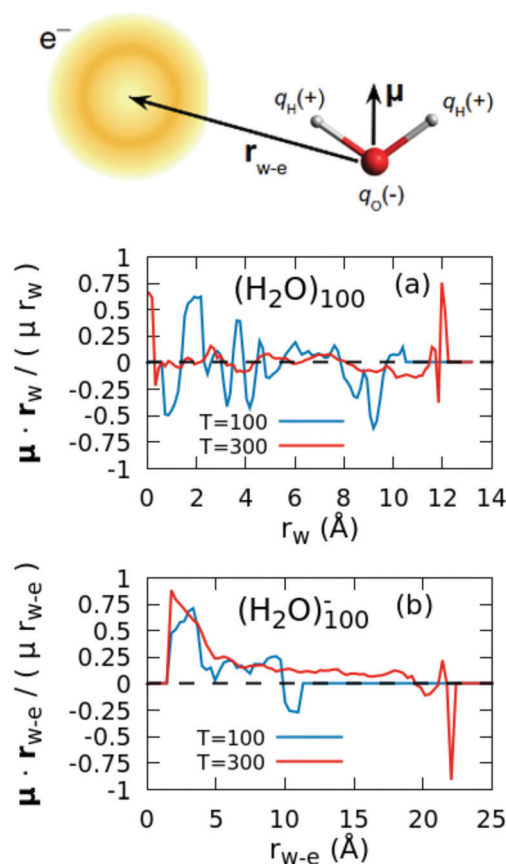 e⁻
q_H(+) μ q_H(+)
r_w-e
q_O(-)
1
0.75
0.5
0.25
0
-0.25
-0.5
-0.75
-1
μ · r_w / ( μ r_w)
(H₂O)₁₀₀ (a)
T=100
T=300
0 2 4 6 8 10 12 14
r_w (Å)
1
0.75
0.5
0.25
0
-0.25
-0.5
-0.75
-1
μ · r_w-e / ( μ r_w-e)
(H₂O)⁻₁₀₀ (b)
T=100
T=300
0 5 10 15 20 25
r_w-e (Å)